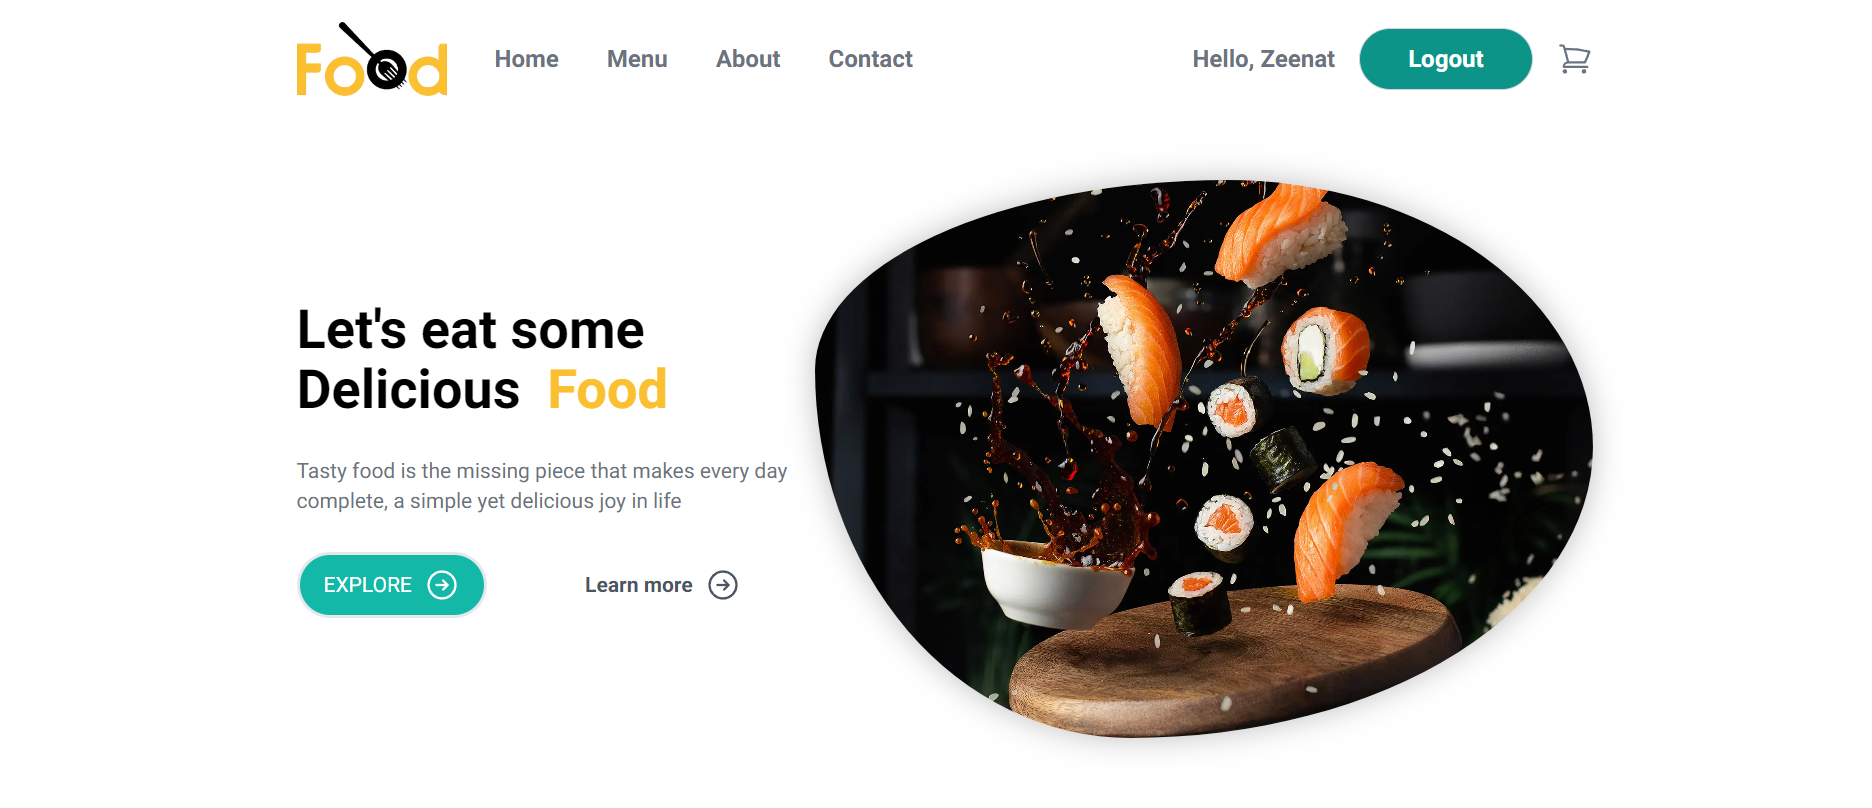 Food
Home
Menu
About
Contact
Hello, Zeenat
Logout
Let's eat some
Delicious Food
Tasty food is the missing piece that makes every day
complete, a simple yet delicious joy in life
EXPLORE
Learn more